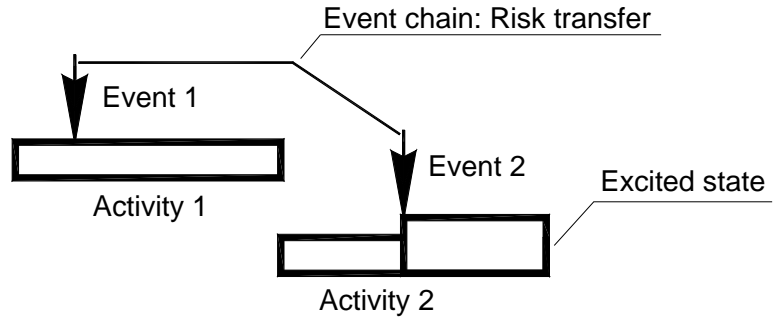 Event chain: Risk transfer
Event 1
Event 2
Activity 1
Excited state
Activity 2